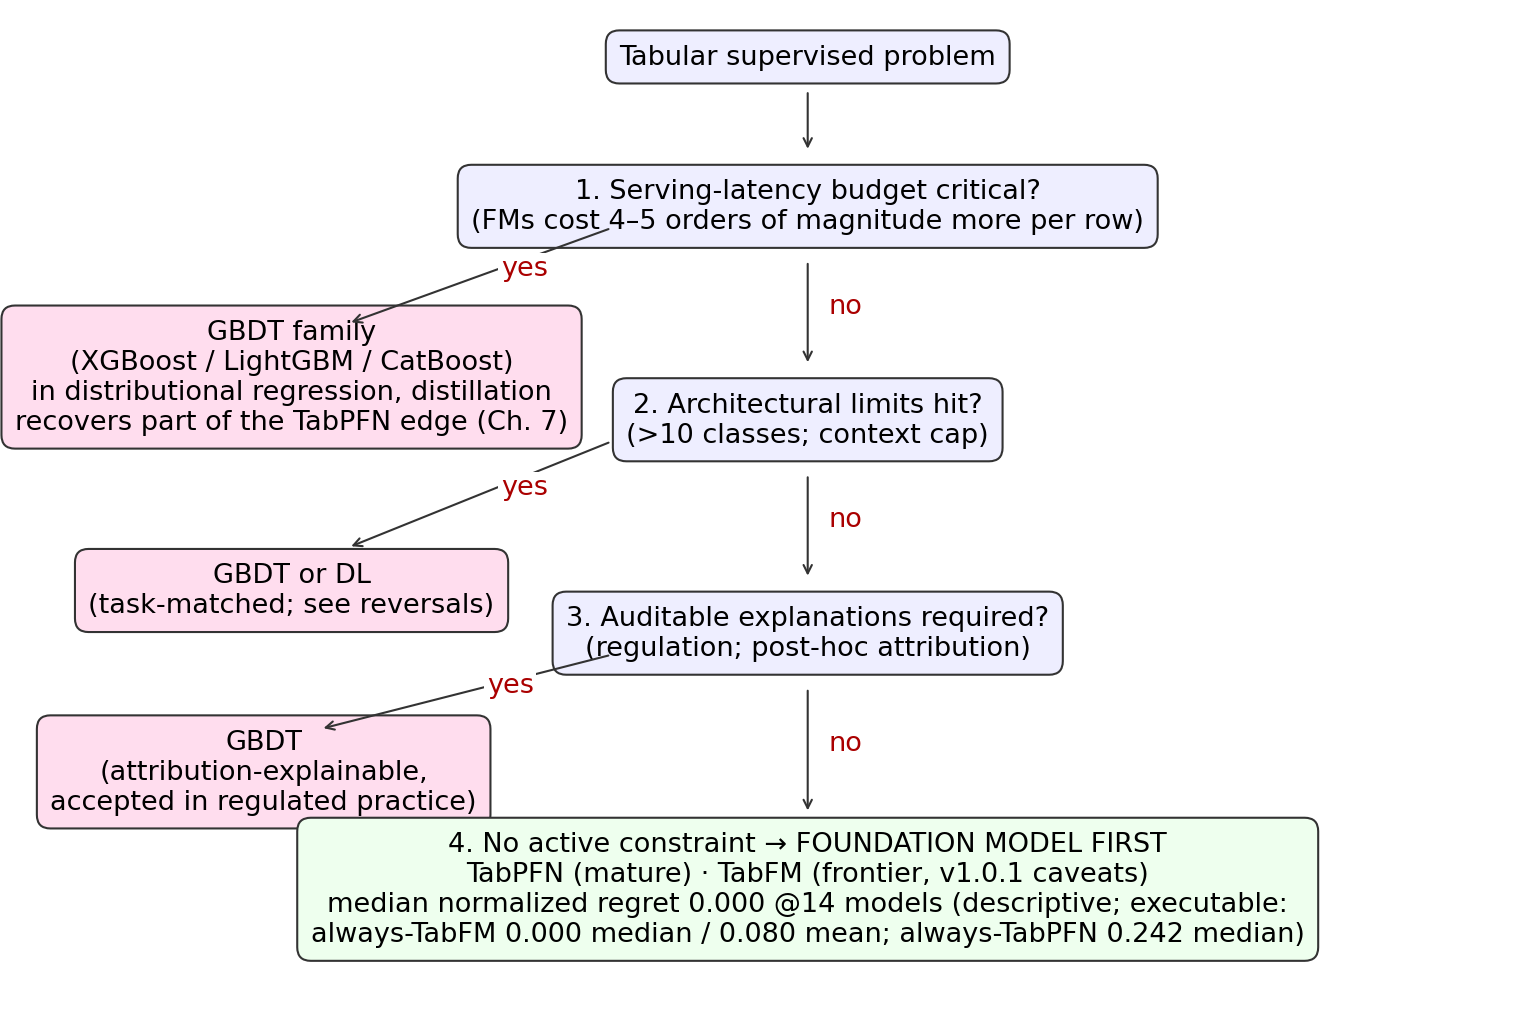 Tabular supervised problem
1. Serving-latency budget critical?
(FMs cost 4–5 orders of magnitude more per row)
yes
no
GBDT family
(XGBoost / LightGBM / CatBoost)
in distributional regression, distillation
recovers part of the TabPFN edge (Ch. 7)
2. Architectural limits hit?
(>10 classes; context cap)
yes
no
GBDT or DL
(task-matched; see reversals)
3. Auditable explanations required?
(regulation; post-hoc attribution)
yes
no
GBDT
(attribution-explainable,
accepted in regulated practice)
4. No active constraint → FOUNDATION MODEL FIRST
TabPFN (mature) · TabFM (frontier, v1.0.1 caveats)
median normalized regret 0.000 @14 models (descriptive; executable:
always-TabFM 0.000 median / 0.080 mean; always-TabPFN 0.242 median)